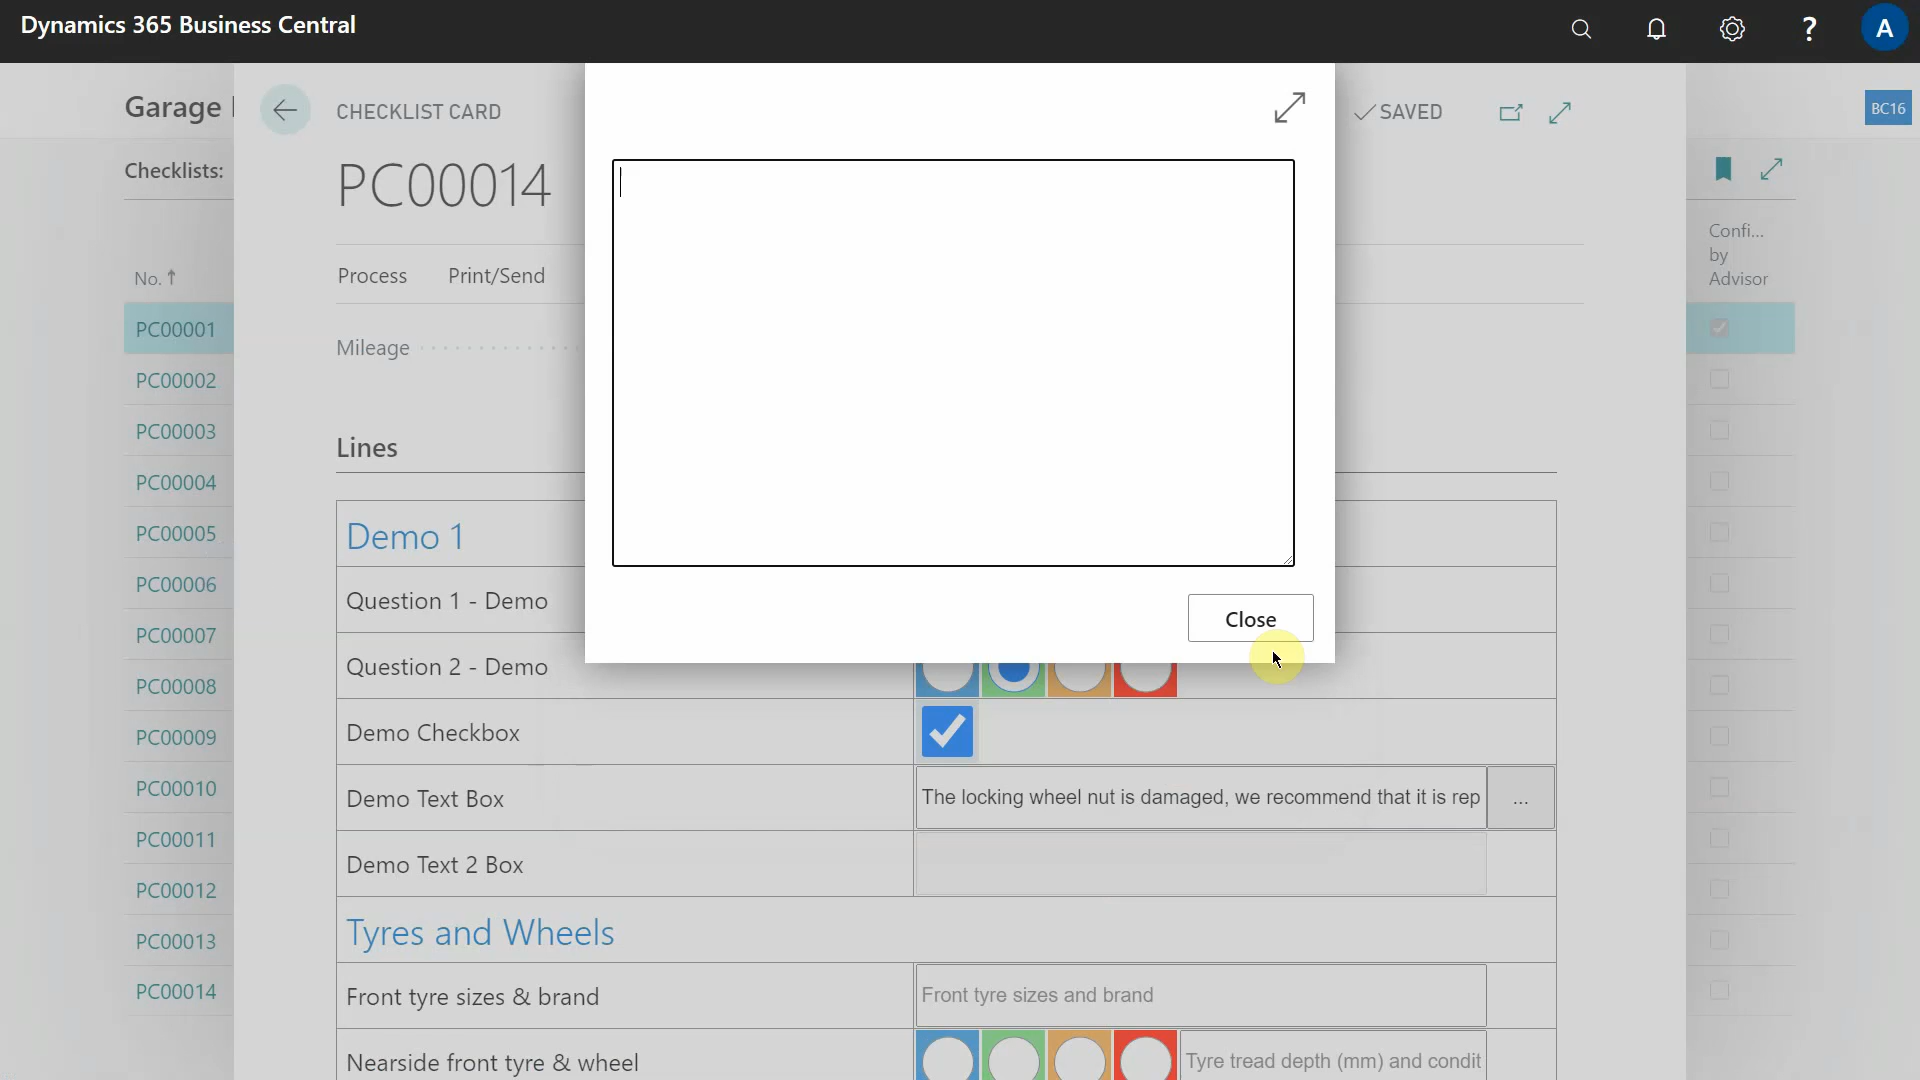 Dynamics 365 Business Central
?
A
Garage
CHECKLIST CARD
SAVED
BC16
Checklists:
PC00014
Confi...
by
Advisor
No.
Process
Print/Send
PC00001
Mileage
PC00002
PC00003
Lines
PC00004
PC00005
Demo 1
PC00006
Question 1 - Demo
Close
PC00007
Question 2 - Demo
PC00008
Demo Checkbox
PC00009
Demo Text Box
The locking wheel nut is damaged, we recommend that it is rep
...
PC00010
PC00011
Demo Text 2 Box
PC00012
Tyres and Wheels
PC00013
Front tyre sizes & brand
Front tyre sizes and brand
PC00014
Nearside front tyre & wheel
Tyre tread depth (mm) and condit